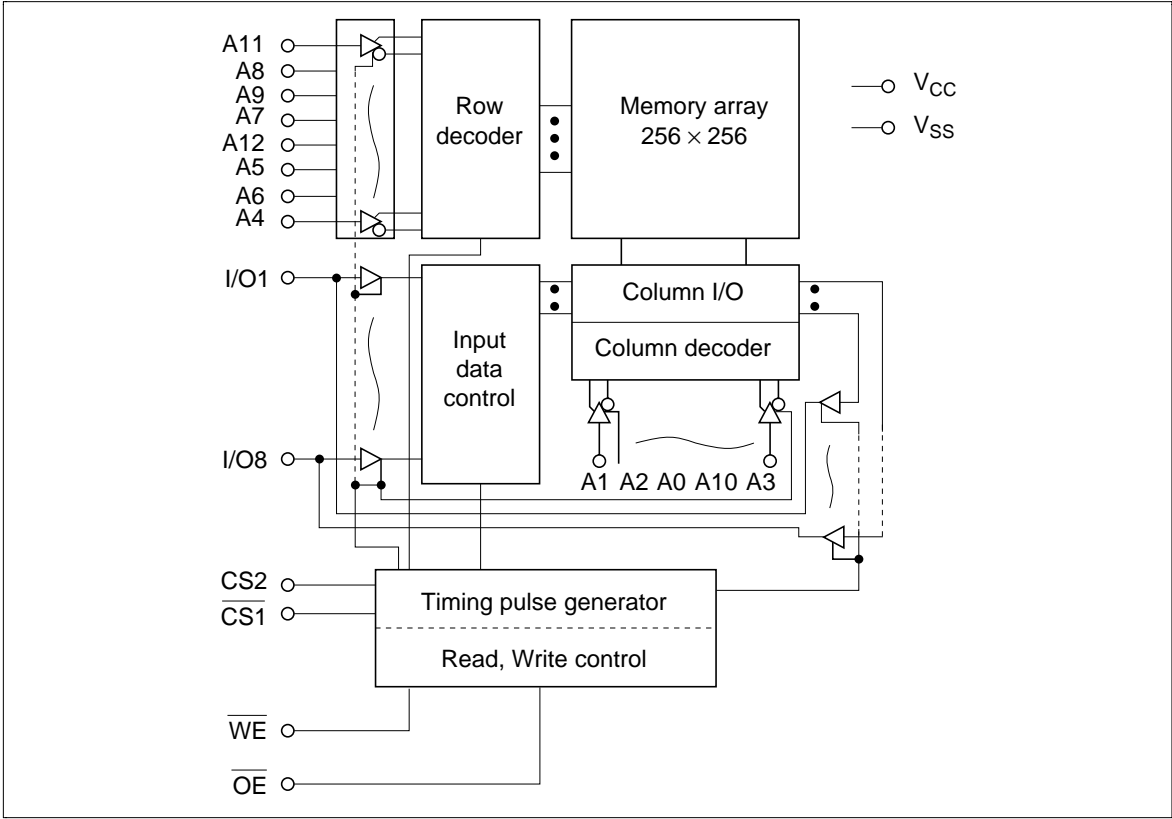 A11
A8
A9
A7
A12
A5
A6
A4
Row
decoder
Memory array
256 × 256
VCC
VSS
I/O1
I/O8
Input
data
control
Column I/O
Column decoder
A1 A2 A0 A10 A3
CS2
CS1
Timing pulse generator
Read, Write control
WE
OE